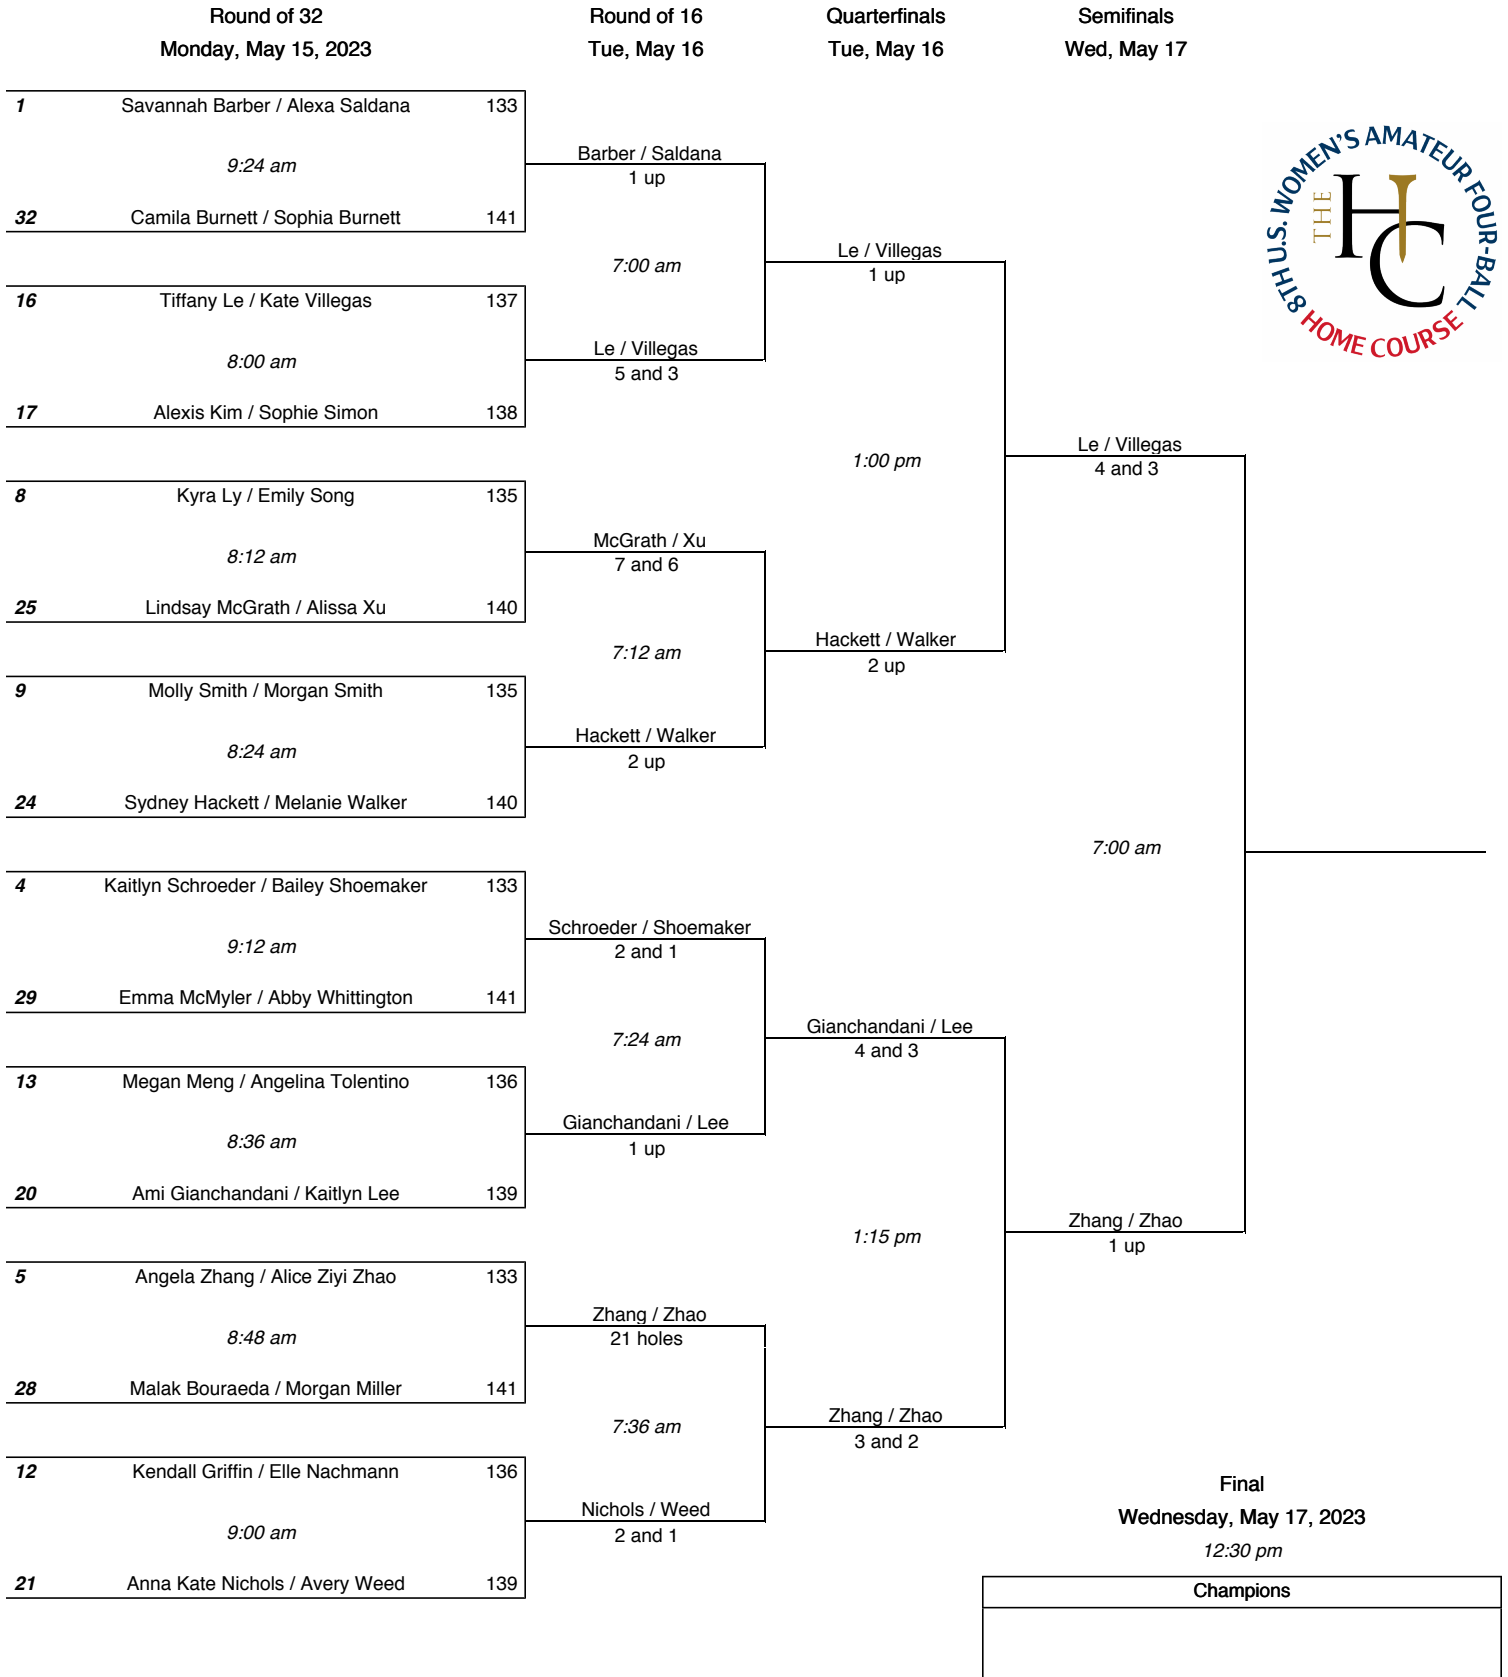 Round of 32
Monday, May 15, 2023
Round of 16
Tue, May 16
Quarterfinals
Tue, May 16
Semifinals
Wed, May 17
8TH U.S. WOMEN'S AMATEUR FOUR-BALL
THE
HC
HOME COURSE
1 Savannah Barber / Alexa Saldana 133
9:24 am
32 Camila Burnett / Sophia Burnett 141
16 Tiffany Le / Kate Villegas 137
8:00 am
17 Alexis Kim / Sophie Simon 138
8 Kyra Ly / Emily Song 135
8:12 am
25 Lindsay McGrath / Alissa Xu 140
9 Molly Smith / Morgan Smith 135
8:24 am
24 Sydney Hackett / Melanie Walker 140
4 Kaitlyn Schroeder / Bailey Shoemaker 133
9:12 am
29 Emma McMyler / Abby Whittington 141
13 Megan Meng / Angelina Tolentino 136
8:36 am
20 Ami Gianchandani / Kaitlyn Lee 139
5 Angela Zhang / Alice Ziyi Zhao 133
8:48 am
28 Malak Bouraeda / Morgan Miller 141
12 Kendall Griffin / Elle Nachmann 136
9:00 am
21 Anna Kate Nichols / Avery Weed 139
Barber / Saldana
1 up
7:00 am
Le / Villegas
5 and 3
McGrath / Xu
7 and 6
7:12 am
Hackett / Walker
2 up
Schroeder / Shoemaker
2 and 1
7:24 am
Gianchandani / Lee
1 up
Zhang / Zhao
21 holes
7:36 am
Nichols / Weed
2 and 1
Le / Villegas
1 up
1:00 pm
Hackett / Walker
2 up
Gianchandani / Lee
4 and 3
1:15 pm
Zhang / Zhao
3 and 2
Le / Villegas
4 and 3
7:00 am
Zhang / Zhao
1 up
Final
Wednesday, May 17, 2023
12:30 pm
Champions